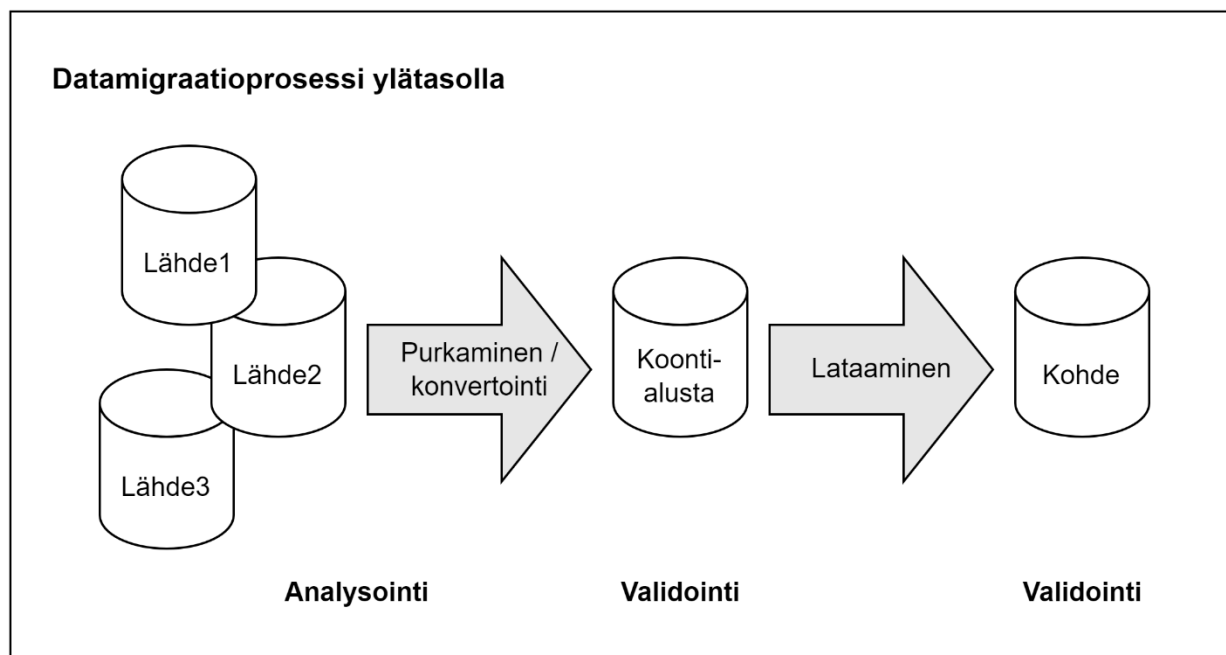 Datamigraatioprosessi ylätasolla
Lähde1
Lähde2
Lähde3
Purkaminen /
konvertointi
Koonti-
alusta
Lataaminen
Kohde
Analysointi
Validointi
Validointi